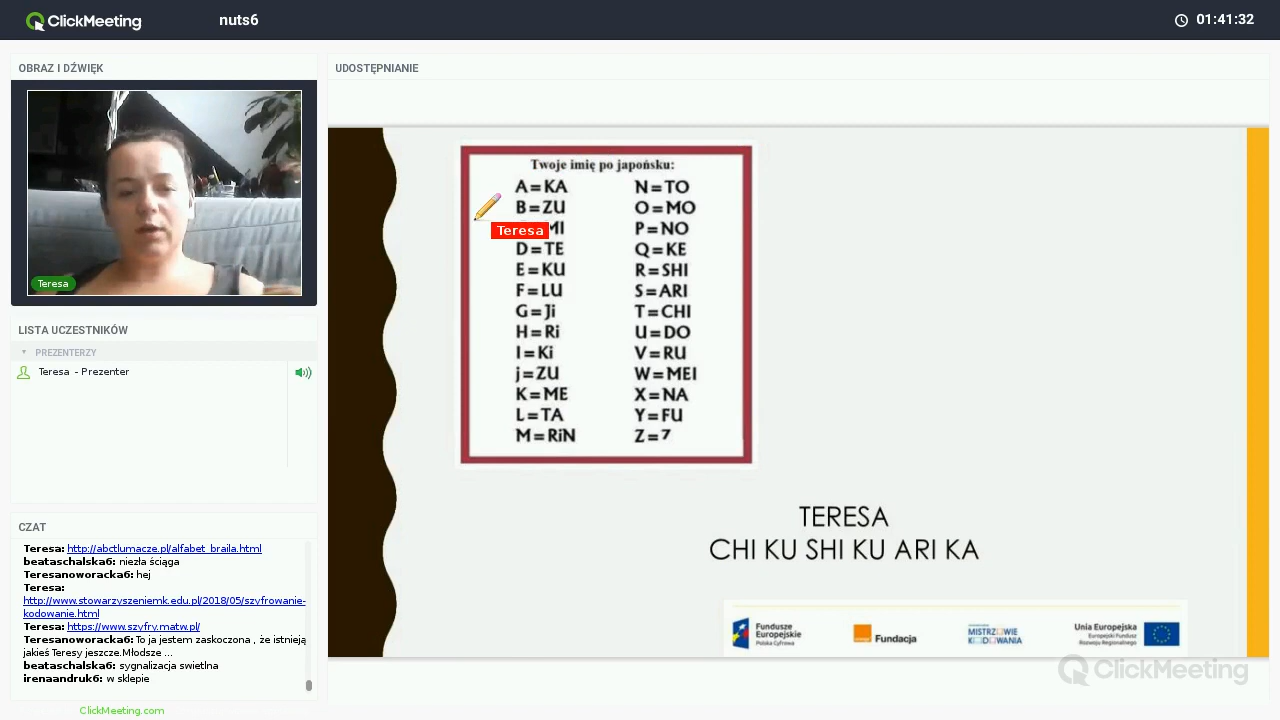 ClickMeeting
nuts6
01:41:32
OBRAZ I DŹWIĘK
Teresa
LISTA UCZESTNIKÓW
PREZENTERZY
Teresa - Prezenter
CZAT
Teresa: http://abctlumacze.pl/alfabet_braila.html
beataschalska6: niezła ściąga
Teresanoworacka6: hej
Teresa:
http://www.stowarzyszeniemk.edu.pl/2018/05/szyfrowanie-
kodowanie.html
Teresa: https://www.szyfry.matw.pl/
Teresanoworacka6: To ja jestem zaskoczona , że istnieją
jakieś Tereny jeszcze.Młodsze ...
beataschalska6: sygnalizacja swietlna
irenaandruk6: w sklepie
ClickMeeting.com
UDOSTĘPNIANIE
Twoje imię po japońsku:
A=KA
B=ZU
MI
D=TE
E=KU
F=LU
G=Ji
H=Ri
I=Ki
j=ZU
K=ME
L=TA
M=RiN
N=TO
O=MO
P=NO
Q=KE
R=SHI
S=ARI
T=CHI
U=DO
V=RU
W=MEI
X=NA
Y=FU
Z=7
Teresa
TERESA
CHI KU SHI KU ARI KA
Fundusze
Europejskie
Polska Cyfrowa
Fundacja
MISTRZOWIE
KODOWANIA
Unia Europejska
Europejski Fundusz
Rozwoju Regionalnego
ClickMeeting